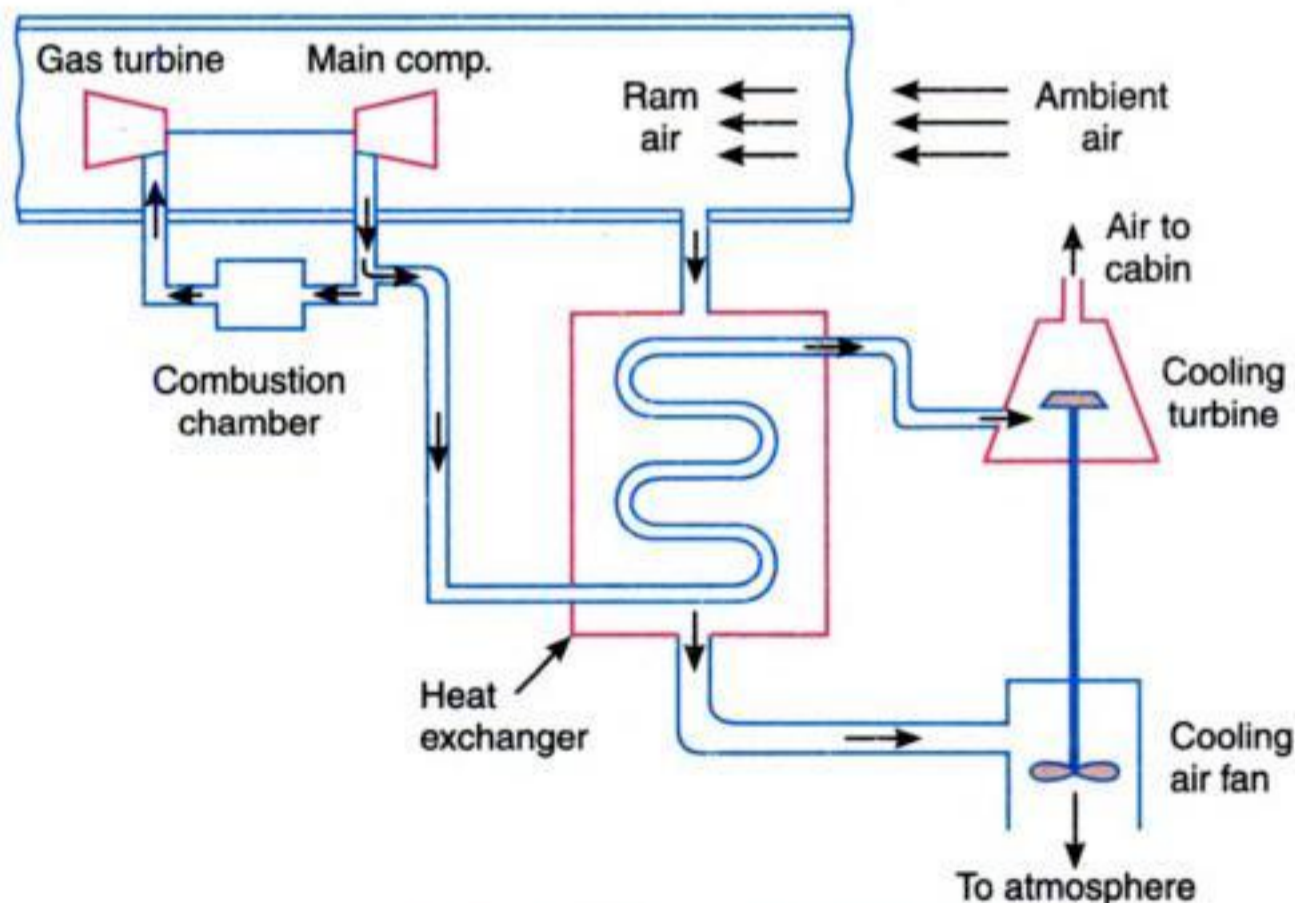 Gas turbine
Main comp.
Ram
air
Ambient
air
Air to
cabin
Cooling
turbine
Combustion
chamber
Heat
exchanger
Cooling
air fan
To atmosphere